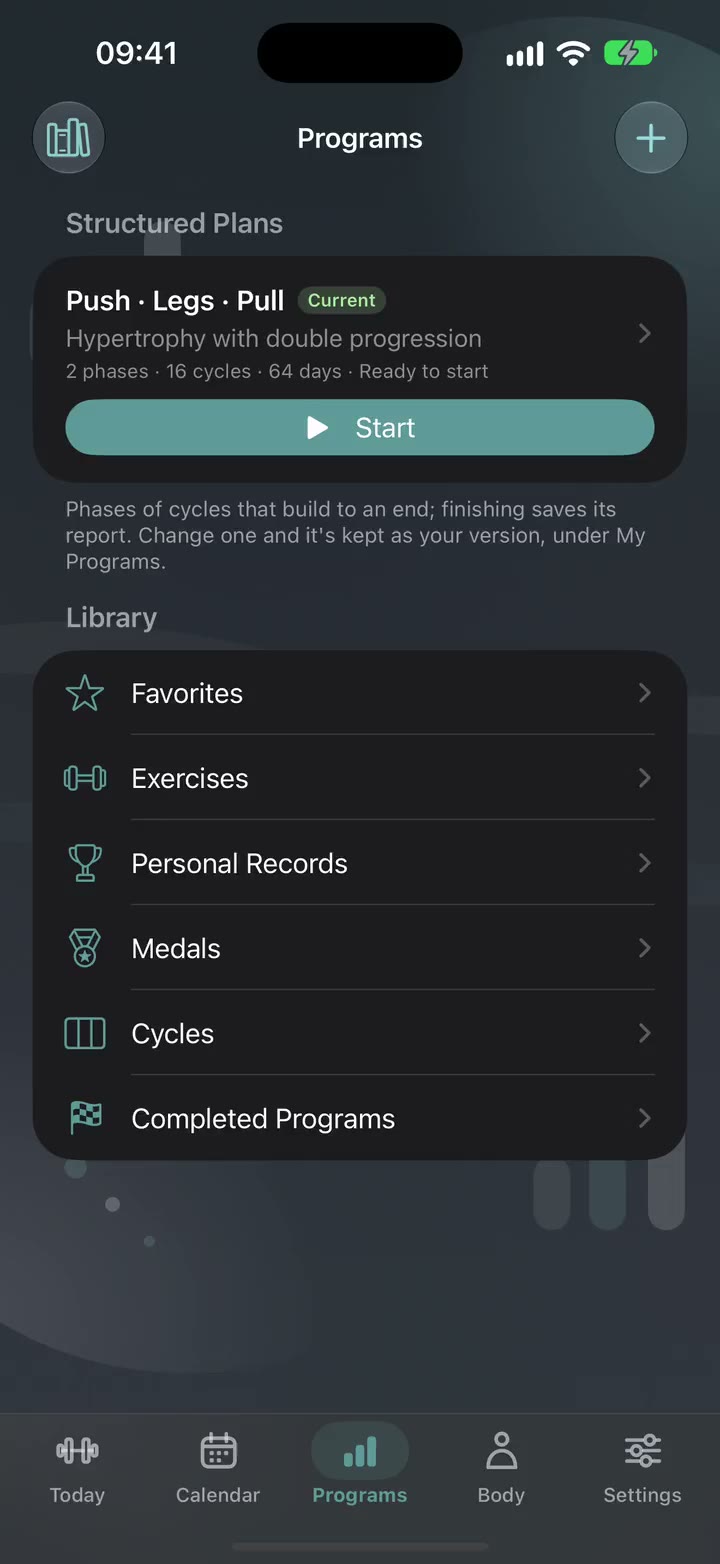 09:41
Programs
Structured Plans
Push · Legs · Pull Current
Hypertrophy with double progression
2 phases · 16 cycles · 64 days · Ready to start
Start
Phases of cycles that build to an end; finishing saves its
report. Change one and it's kept as your version, under My
Programs.
Library
Favorites
Exercises
Personal Records
Medals
Cycles
Completed Programs
Today Calendar Programs Body Settings